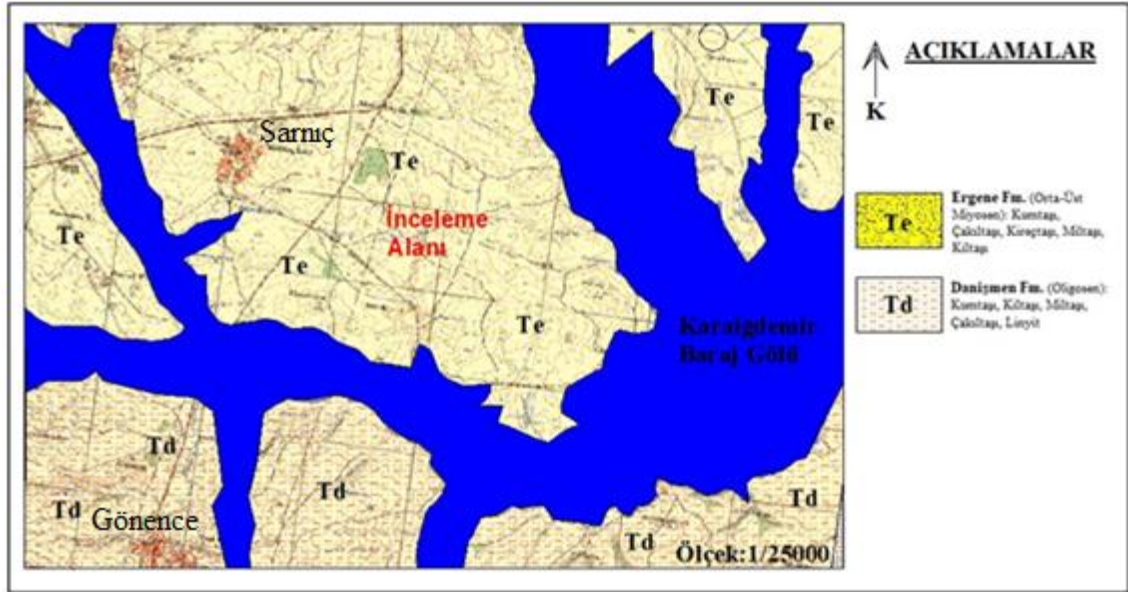 AÇIKLAMALAR
K
Te
Te
Sarnıç
Te
İnceleme
Alanı
Te
Te
Te
Karaiğdemir
Baraj Gölü
Td
Td
Td
Td
Td
Gönence
Ölçek:1/25000
Te
Ergene Fm. (Orta-Üst
Miyosen): Kumtaşı,
Çakıltaşı, Kireçtaşı, Miltaşı,
Kiltaşı
Td
Danişmen Fm. (Oligosen):
Kumtaşı, Kiltaşı, Miltaşı,
Çakıltaşı, Linyit